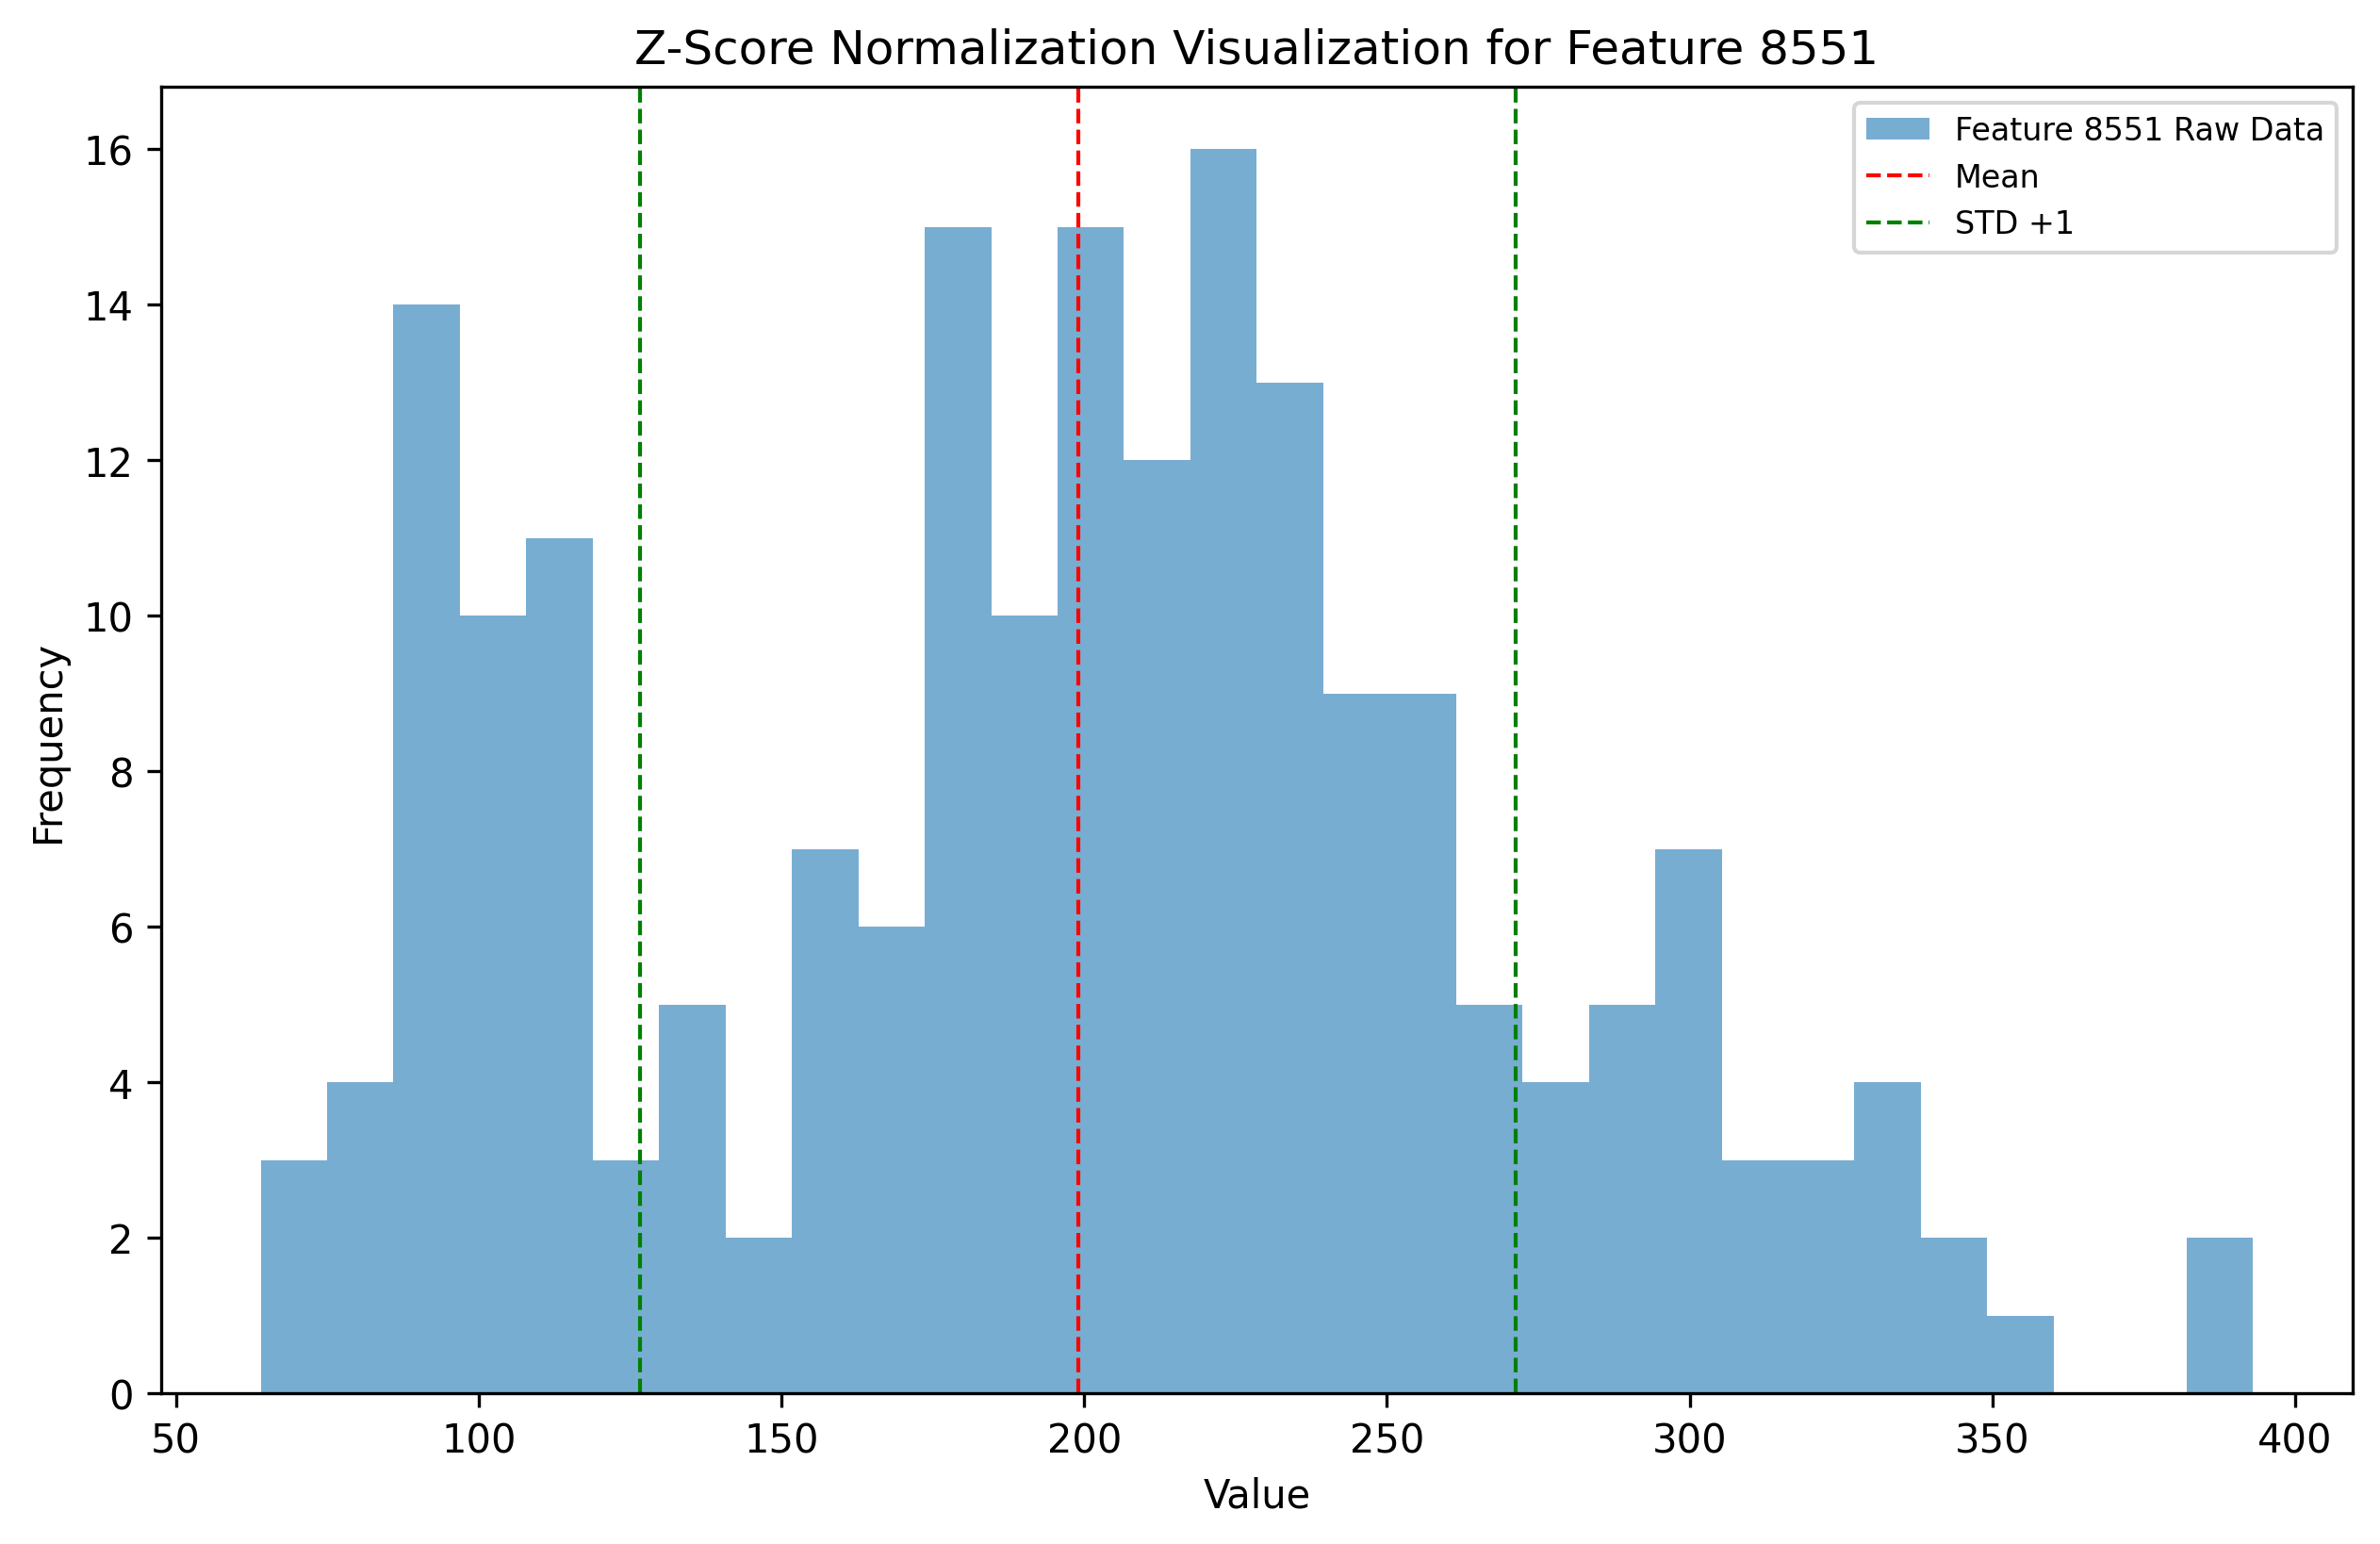 Z-Score Normalization Visualization for Feature 8551
Feature 8551 Raw Data
Mean
STD +1
Frequency
16
14
12
10
8
6
4
2
0
50 100 150 200 250 300 350 400
Value